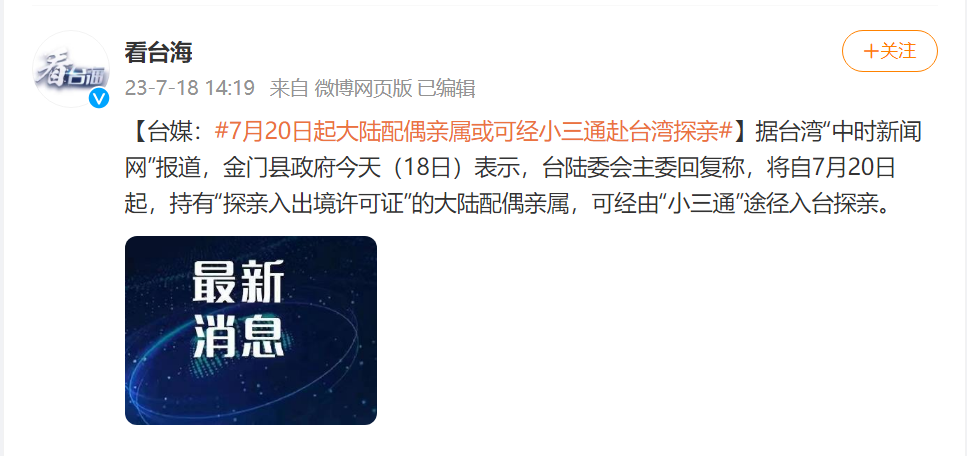 看台海
看台海
+关注
23-7-18 14:19 来自 微博网页版 已编辑
【台媒：#7月20日起大陆配偶亲属或可经小三通赴台湾探亲#】据台湾“中时新闻
网”报道，金门县政府今天（18日）表示，台陆委会主委回复称，将自7月20日
起，持有“探亲入出境许可证”的大陆配偶亲属，可经由“小三通”途径入台探亲。
最新
消息